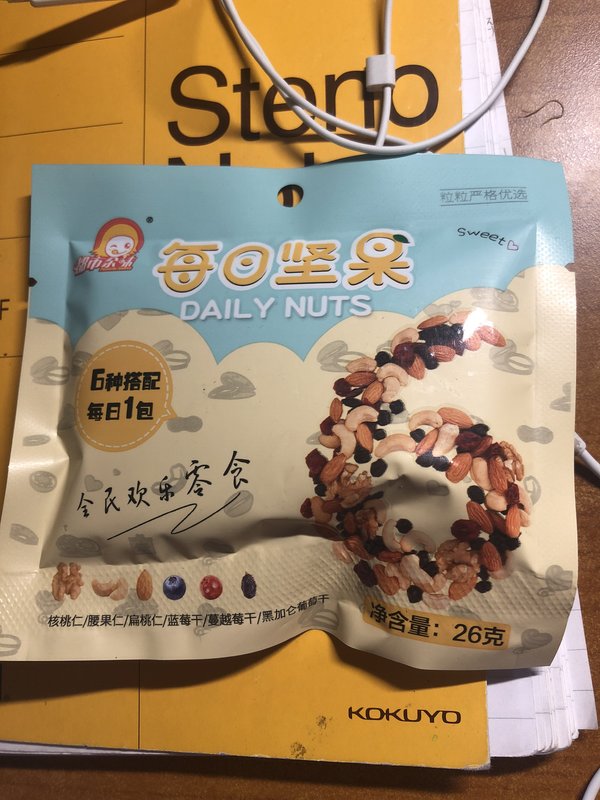 Steno
粒粒严格优选
sweet
每日坚果
DAILY NUTS
6种搭配
每日1包
全民欢乐零食
核桃仁/腰果仁/扁桃仁/蓝莓干/蔓越莓干/黑加仑葡萄干
净含量：26克
KOKUYO